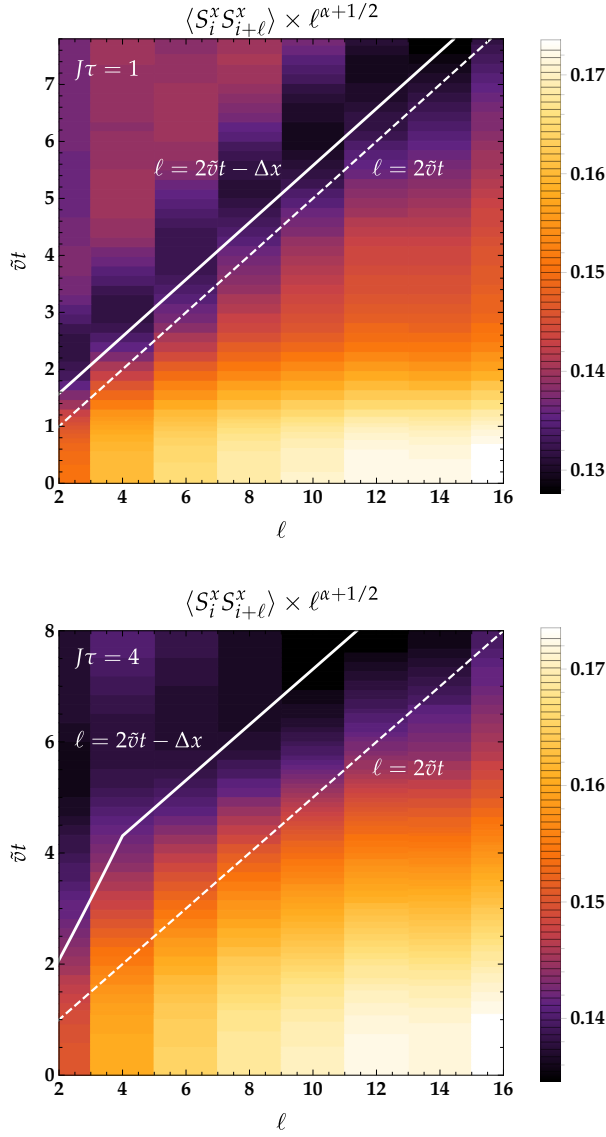 ⟨S_i^x S_{i+ℓ}^x⟩ × ℓ^{α+1/2}
Jτ = 1
ℓ = 2ṽt − Δx
ℓ = 2ṽt
ṽt
7
6
5
4
3
2
1
0
2 4 6 8 10 12 14 16
ℓ
0.17
0.16
0.15
0.14
0.13
⟨S_i^x S_{i+ℓ}^x⟩ × ℓ^{α+1/2}
Jτ = 4
ℓ = 2ṽt − Δx
ℓ = 2ṽt
ṽt
8
6
4
2
0
2 4 6 8 10 12 14 16
ℓ
0.17
0.16
0.15
0.14